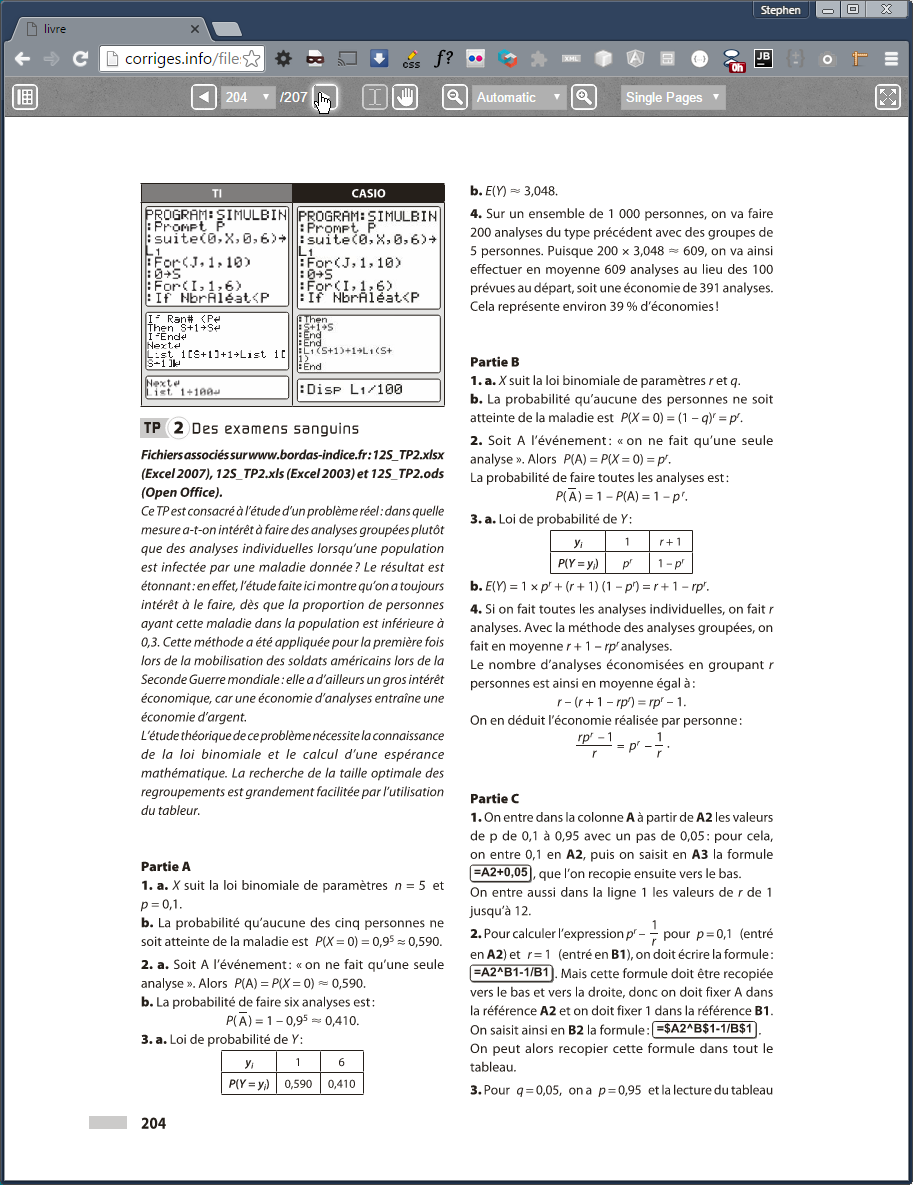 Stephen
livre
corriges.info/file
css
f?
XML
0h
JB
204
/207
Automatic
Single Pages
TI
CASIO
PROGRAM:SIMULBIN
:Prompt P
:suite(0,X,0,6)→
L₁
:For(J,1,10)
:0→S
:For(I,1,6)
:If NbrAléat<P
If Ran# <P↵
Then S+1→S↵
IfEnd↵
Next↵
List 1[S+1]+1→List 1[
S+1]↵
Next↵
List 1÷100↵
PROGRAM:SIMULBIN
:Prompt P
:suite(0,X,0,6)→
L₁
:For(J,1,10)
:0→S
:For(I,1,6)
:If NbrAléat<P
:Then
:S+1→S
:End
:End
:L₁(S+1)+1→L₁(S+
1)
:End
:Disp L₁/100
TP 2 Des examens sanguins
Fichiers associés sur www.bordas-indice.fr : 12S_TP2.xlsx
(Excel 2007), 12S_TP2.xls (Excel 2003) et 12S_TP2.ods
(Open Office).
Ce TP est consacré à l’étude d’un problème réel : dans quelle
mesure a-t-on intérêt à faire des analyses groupées plutôt
que des analyses individuelles lorsqu’une population
est infectée par une maladie donnée ? Le résultat est
étonnant : en effet, l’étude faite ici montre qu’on a toujours
intérêt à le faire, dès que la proportion de personnes
ayant cette maladie dans la population est inférieure à
0,3. Cette méthode a été appliquée pour la première fois
lors de la mobilisation des soldats américains lors de la
Seconde Guerre mondiale : elle a d’ailleurs un gros intérêt
économique, car une économie d’analyses entraîne une
économie d’argent.
L’étude théorique de ce problème nécessite la connaissance
de la loi binomiale et le calcul d’une espérance
mathématique. La recherche de la taille optimale des
regroupements est grandement facilitée par l’utilisation
du tableur.
Partie A
1. a. X suit la loi binomiale de paramètres n = 5 et
p = 0,1.
b. La probabilité qu’aucune des cinq personnes ne
soit atteinte de la maladie est P(X = 0) = 0,9⁵ ≈ 0,590.
2. a. Soit A l’événement : « on ne fait qu’une seule
analyse ». Alors P(A) = P(X = 0) ≈ 0,590.
b. La probabilité de faire six analyses est :
P(A̅) = 1 – 0,9⁵ ≈ 0,410.
3. a. Loi de probabilité de Y :
yᵢ 1 6
P(Y = yᵢ) 0,590 0,410
b. E(Y) ≈ 3,048.
4. Sur un ensemble de 1 000 personnes, on va faire
200 analyses du type précédent avec des groupes de
5 personnes. Puisque 200 × 3,048 ≈ 609, on va ainsi
effectuer en moyenne 609 analyses au lieu des 100
prévues au départ, soit une économie de 391 analyses.
Cela représente environ 39 % d’économies !
Partie B
1. a. X suit la loi binomiale de paramètres r et q.
b. La probabilité qu’aucune des personnes ne soit
atteinte de la maladie est P(X = 0) = (1 – q)ʳ = pʳ.
2. Soit A l’événement : « on ne fait qu’une seule
analyse ». Alors P(A) = P(X = 0) = pʳ.
La probabilité de faire toutes les analyses est :
P(A̅) = 1 – P(A) = 1 – pʳ.
3. a. Loi de probabilité de Y :
yᵢ 1 r + 1
P(Y = yᵢ) pʳ 1 – pʳ
b. E(Y) = 1 × pʳ + (r + 1) (1 – pʳ) = r + 1 – rpʳ.
4. Si on fait toutes les analyses individuelles, on fait r
analyses. Avec la méthode des analyses groupées, on
fait en moyenne r + 1 – rpʳ analyses.
Le nombre d’analyses économisées en groupant r
personnes est ainsi en moyenne égal à :
r – (r + 1 – rpʳ) = rpʳ – 1.
On en déduit l’économie réalisée par personne :
(rpʳ – 1)/r = pʳ – 1/r.
Partie C
1. On entre dans la colonne A à partir de A2 les valeurs
de p de 0,1 à 0,95 avec un pas de 0,05 : pour cela,
on entre 0,1 en A2, puis on saisit en A3 la formule
=A2+0,05, que l’on recopie ensuite vers le bas.
On entre aussi dans la ligne 1 les valeurs de r de 1
jusqu’à 12.
2. Pour calculer l’expression pʳ – 1/r pour p = 0,1 (entré
en A2) et r = 1 (entré en B1), on doit écrire la formule :
=A2^B1-1/B1. Mais cette formule doit être recopiée
vers le bas et vers la droite, donc on doit fixer A dans
la référence A2 et on doit fixer 1 dans la référence B1.
On saisit ainsi en B2 la formule : =$A2^B$1-1/B$1.
On peut alors recopier cette formule dans tout le
tableau.
3. Pour q = 0,05, on a p = 0,95 et la lecture du tableau
204